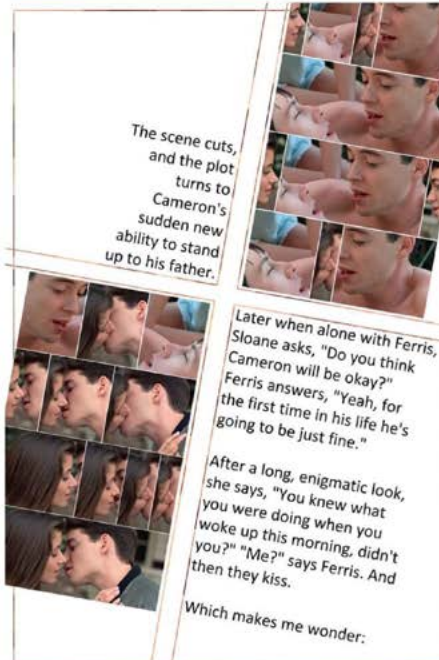 The scene cuts,
and the plot
turns to
Cameron's
sudden new
ability to stand
up to his father.
Later when alone with Ferris,
Sloane asks, "Do you think
Cameron will be okay?"
Ferris answers, "Yeah, for
the first time in his life he's
going to be just fine."
After a long, enigmatic look,
she says, "You knew what
you were doing when you
woke up this morning, didn't
you?" "Me?" says Ferris. And
then they kiss.
Which makes me wonder: